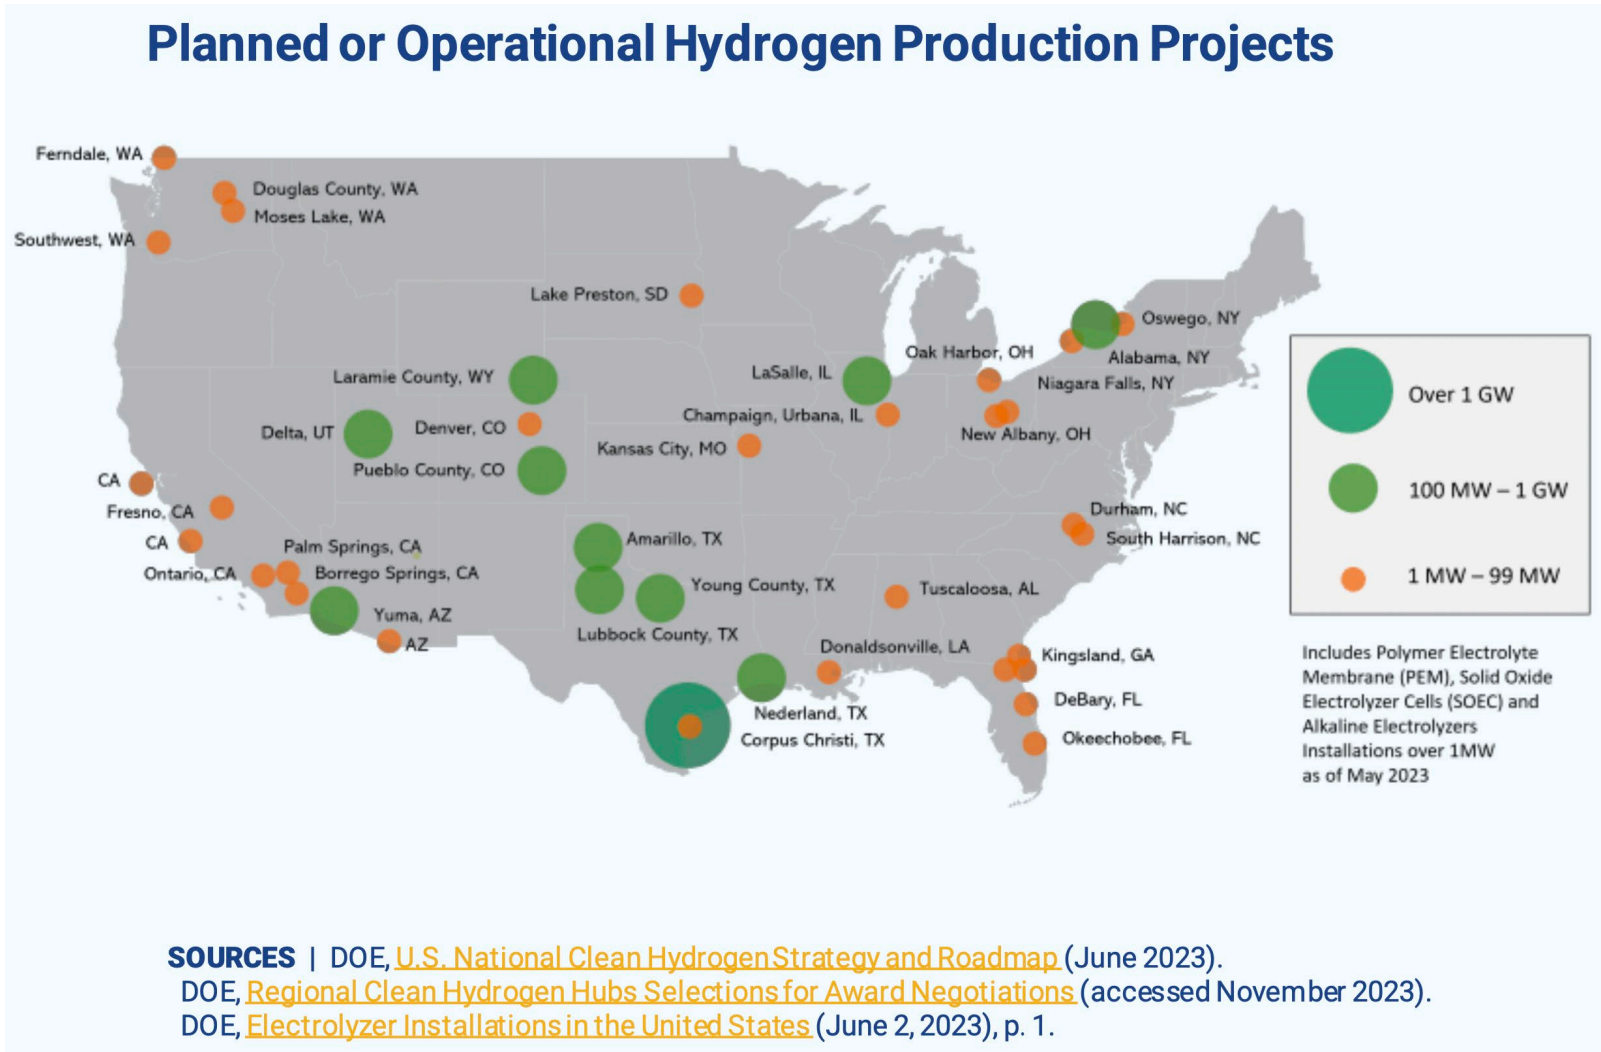 Planned or Operational Hydrogen Production Projects
Ferndale, WA
Douglas County, WA
Moses Lake, WA
Southwest, WA
Lake Preston, SD
Oswego, NY
Oak Harbor, OH
Alabama, NY
Laramie County, WY
LaSalle, IL
Niagara Falls, NY
Champaign, Urbana, IL
Delta, UT
Denver, CO
New Albany, OH
Kansas City, MO
Pueblo County, CO
CA
Fresno, CA
Durham, NC
CA
Palm Springs, CA
Amarillo, TX
South Harrison, NC
Ontario, CA
Borrego Springs, CA
Young County, TX
Tuscaloosa, AL
Yuma, AZ
Lubbock County, TX
AZ
Donaldsonville, LA
Kingsland, GA
DeBary, FL
Nederland, TX
Corpus Christi, TX
Okeechobee, FL
Over 1 GW
100 MW – 1 GW
1 MW – 99 MW
Includes Polymer Electrolyte
Membrane (PEM), Solid Oxide
Electrolyzer Cells (SOEC) and
Alkaline Electrolyzers
Installations over 1MW
as of May 2023
SOURCES | DOE, U.S. National Clean Hydrogen Strategy and Roadmap (June 2023).
DOE, Regional Clean Hydrogen Hubs Selections for Award Negotiations (accessed November 2023).
DOE, Electrolyzer Installations in the United States (June 2, 2023), p. 1.